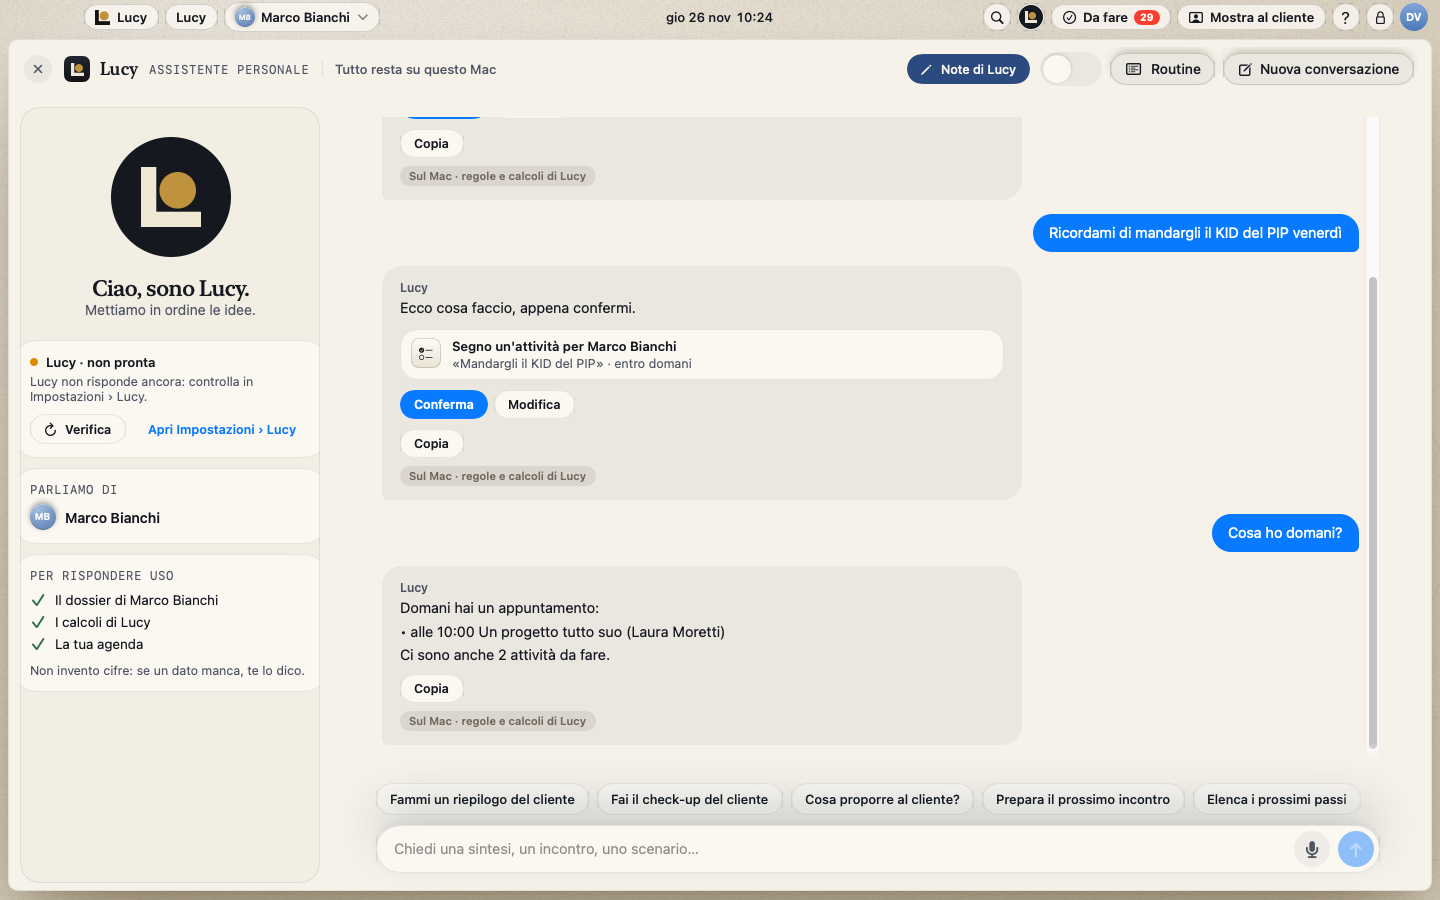 Lucy
Lucy
MB Marco Bianchi
gio 26 nov 10:24
Da fare 29
Mostra al cliente
?
DV
Lucy ASSISTENTE PERSONALE
Tutto resta su questo Mac
Note di Lucy
Routine
Nuova conversazione
Ciao, sono Lucy.
Mettiamo in ordine le idee.
Lucy · non pronta
Lucy non risponde ancora: controlla in
Impostazioni › Lucy.
Verifica
Apri Impostazioni › Lucy
PARLIAMO DI
MB Marco Bianchi
PER RISPONDERE USO
Il dossier di Marco Bianchi
I calcoli di Lucy
La tua agenda
Non invento cifre: se un dato manca, te lo dico.
Copia
Sul Mac · regole e calcoli di Lucy
Ricordami di mandargli il KID del PIP venerdì
Lucy
Ecco cosa faccio, appena confermi.
Segno un'attività per Marco Bianchi
«Mandargli il KID del PIP» · entro domani
Conferma
Modifica
Copia
Sul Mac · regole e calcoli di Lucy
Cosa ho domani?
Lucy
Domani hai un appuntamento:
• alle 10:00 Un progetto tutto suo (Laura Moretti)
Ci sono anche 2 attività da fare.
Copia
Sul Mac · regole e calcoli di Lucy
Fammi un riepilogo del cliente
Fai il check-up del cliente
Cosa proporre al cliente?
Prepara il prossimo incontro
Elenca i prossimi passi
Chiedi una sintesi, un incontro, uno scenario...